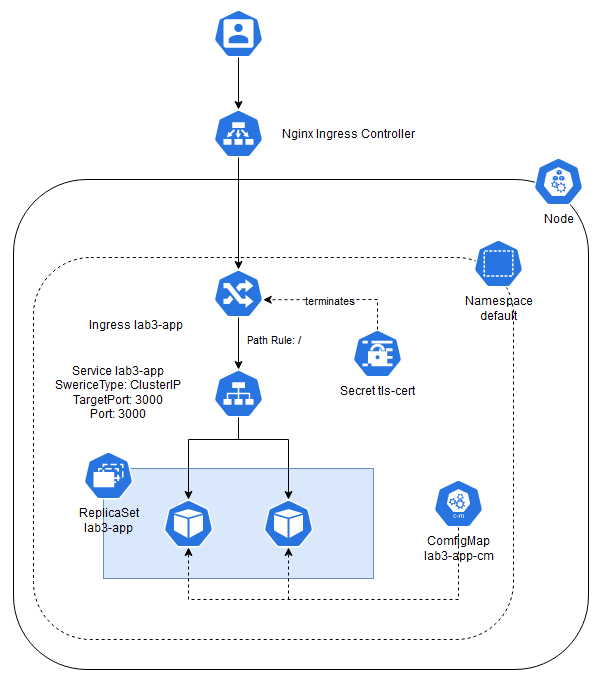 Nginx Ingress Controller
Node
Namespace
default
terminates
Ingress lab3-app
Path Rule: /
Service lab3-app
SwericeType: ClusterIP
TargetPort: 3000
Port: 3000
Secret tls-cert
ReplicaSet
lab3-app
c-m
ComfigMap
lab3-app-cm